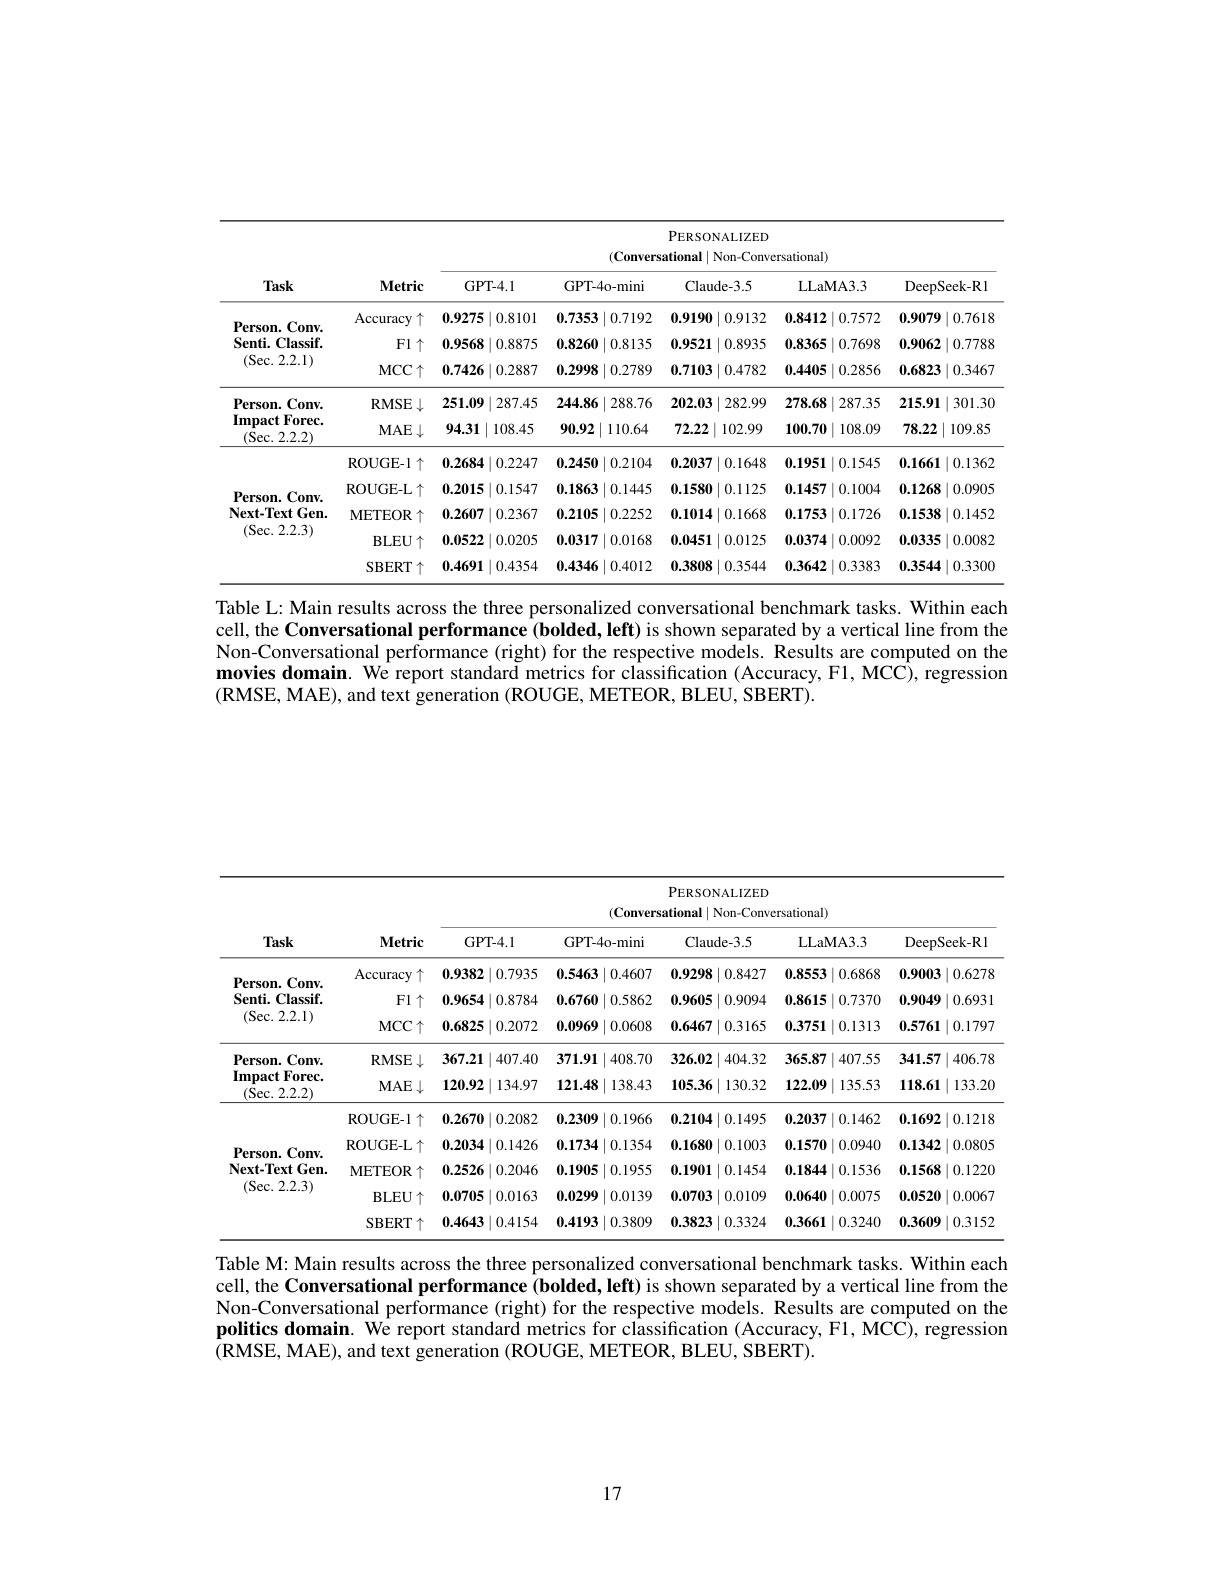 PERSONALIZED
(Conversational | Non-Conversational)
Task Metric GPT-4.1 GPT-4o-mini Claude-3.5 LLaMA3.3 DeepSeek-R1
Person. Conv.
Senti. Classif.
(Sec. 2.2.1)
Accuracy ↑ 0.9275 | 0.8101 0.7353 | 0.7192 0.9190 | 0.9132 0.8412 | 0.7572 0.9079 | 0.7618
F1 ↑ 0.9568 | 0.8875 0.8260 | 0.8135 0.9521 | 0.8935 0.8365 | 0.7698 0.9062 | 0.7788
MCC ↑ 0.7426 | 0.2887 0.2998 | 0.2789 0.7103 | 0.4782 0.4405 | 0.2856 0.6823 | 0.3467
Person. Conv.
Impact Forec.
(Sec. 2.2.2)
RMSE ↓ 251.09 | 287.45 244.86 | 288.76 202.03 | 282.99 278.68 | 287.35 215.91 | 301.30
MAE ↓ 94.31 | 108.45 90.92 | 110.64 72.22 | 102.99 100.70 | 108.09 78.22 | 109.85
Person. Conv.
Next-Text Gen.
(Sec. 2.2.3)
ROUGE-1 ↑ 0.2684 | 0.2247 0.2450 | 0.2104 0.2037 | 0.1648 0.1951 | 0.1545 0.1661 | 0.1362
ROUGE-L ↑ 0.2015 | 0.1547 0.1863 | 0.1445 0.1580 | 0.1125 0.1457 | 0.1004 0.1268 | 0.0905
METEOR ↑ 0.2607 | 0.2367 0.2105 | 0.2252 0.1014 | 0.1668 0.1753 | 0.1726 0.1538 | 0.1452
BLEU ↑ 0.0522 | 0.0205 0.0317 | 0.0168 0.0451 | 0.0125 0.0374 | 0.0092 0.0335 | 0.0082
SBERT ↑ 0.4691 | 0.4354 0.4346 | 0.4012 0.3808 | 0.3544 0.3642 | 0.3383 0.3544 | 0.3300
Table L: Main results across the three personalized conversational benchmark tasks. Within each
cell, the Conversational performance (bolded, left) is shown separated by a vertical line from the
Non-Conversational performance (right) for the respective models. Results are computed on the
movies domain. We report standard metrics for classification (Accuracy, F1, MCC), regression
(RMSE, MAE), and text generation (ROUGE, METEOR, BLEU, SBERT).
PERSONALIZED
(Conversational | Non-Conversational)
Task Metric GPT-4.1 GPT-4o-mini Claude-3.5 LLaMA3.3 DeepSeek-R1
Person. Conv.
Senti. Classif.
(Sec. 2.2.1)
Accuracy ↑ 0.9382 | 0.7935 0.5463 | 0.4607 0.9298 | 0.8427 0.8553 | 0.6868 0.9003 | 0.6278
F1 ↑ 0.9654 | 0.8784 0.6760 | 0.5862 0.9605 | 0.9094 0.8615 | 0.7370 0.9049 | 0.6931
MCC ↑ 0.6825 | 0.2072 0.0969 | 0.0608 0.6467 | 0.3165 0.3751 | 0.1313 0.5761 | 0.1797
Person. Conv.
Impact Forec.
(Sec. 2.2.2)
RMSE ↓ 367.21 | 407.40 371.91 | 408.70 326.02 | 404.32 365.87 | 407.55 341.57 | 406.78
MAE ↓ 120.92 | 134.97 121.48 | 138.43 105.36 | 130.32 122.09 | 135.53 118.61 | 133.20
Person. Conv.
Next-Text Gen.
(Sec. 2.2.3)
ROUGE-1 ↑ 0.2670 | 0.2082 0.2309 | 0.1966 0.2104 | 0.1495 0.2037 | 0.1462 0.1692 | 0.1218
ROUGE-L ↑ 0.2034 | 0.1426 0.1734 | 0.1354 0.1680 | 0.1003 0.1570 | 0.0940 0.1342 | 0.0805
METEOR ↑ 0.2526 | 0.2046 0.1905 | 0.1955 0.1901 | 0.1454 0.1844 | 0.1536 0.1568 | 0.1220
BLEU ↑ 0.0705 | 0.0163 0.0299 | 0.0139 0.0703 | 0.0109 0.0640 | 0.0075 0.0520 | 0.0067
SBERT ↑ 0.4643 | 0.4154 0.4193 | 0.3809 0.3823 | 0.3324 0.3661 | 0.3240 0.3609 | 0.3152
Table M: Main results across the three personalized conversational benchmark tasks. Within each
cell, the Conversational performance (bolded, left) is shown separated by a vertical line from the
Non-Conversational performance (right) for the respective models. Results are computed on the
politics domain. We report standard metrics for classification (Accuracy, F1, MCC), regression
(RMSE, MAE), and text generation (ROUGE, METEOR, BLEU, SBERT).
17